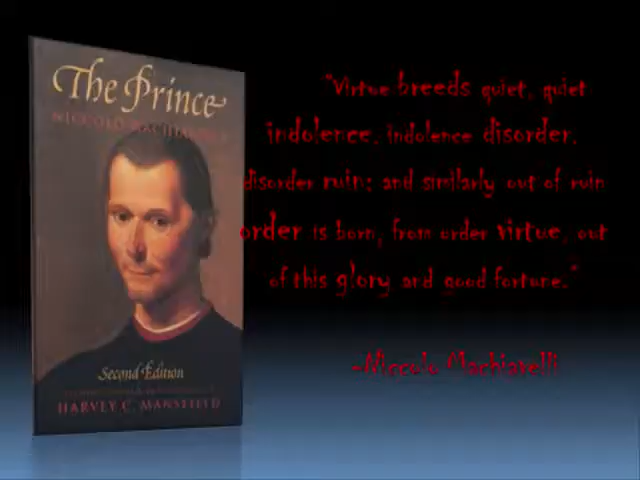 The Prince
NICCOLO MACHIAVELLI
Second Edition
HARVEY C. MANSFIELD
"Virtue breeds quiet, quiet
indolence, indolence disorder,
disorder ruin; and similarly out of ruin
order is born, from order virtue, out
of this glory and good fortune."
-Niccolo Machiavelli